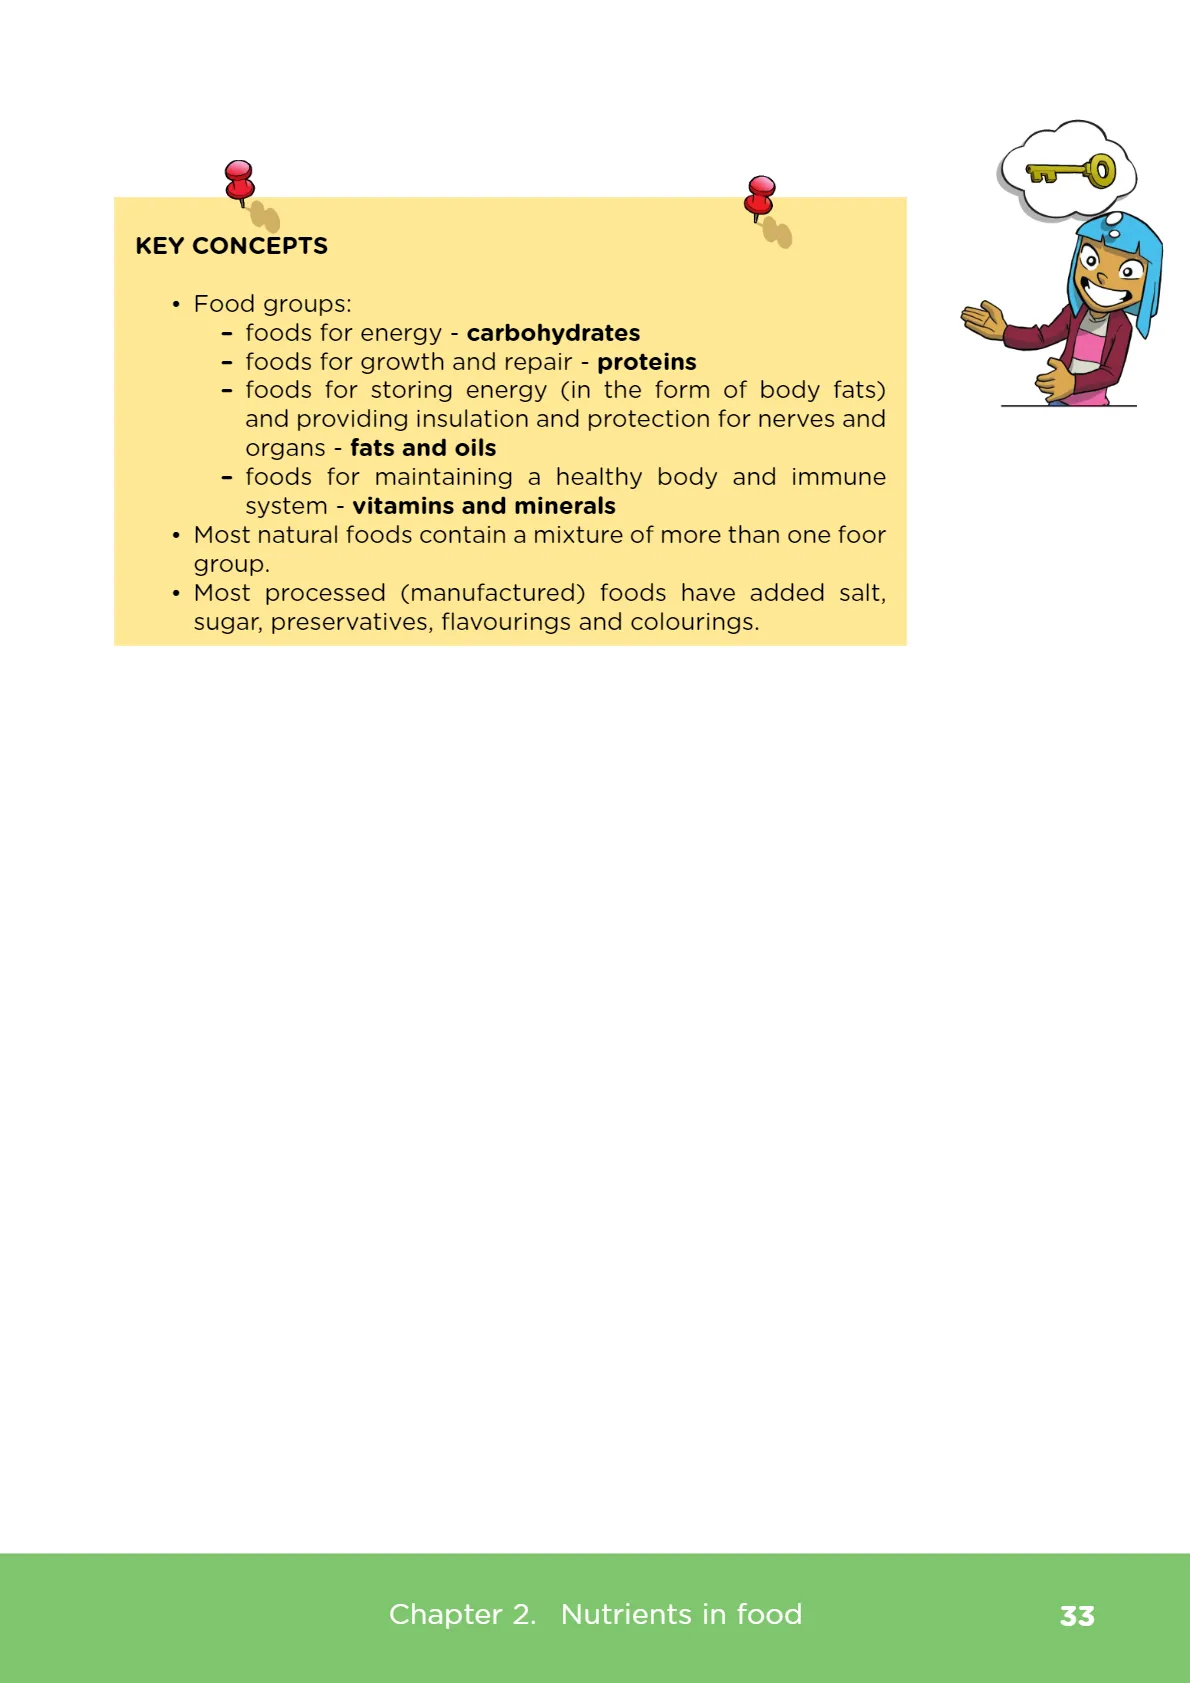 KEY CONCEPTS
• Food groups:
– foods for energy - carbohydrates
– foods for growth and repair - proteins
– foods for storing energy (in the form of body fats)
and providing insulation and protection for nerves and
organs - fats and oils
– foods for maintaining a healthy body and immune
system - vitamins and minerals
• Most natural foods contain a mixture of more than one foor
group.
• Most processed (manufactured) foods have added salt,
sugar, preservatives, flavourings and colourings.
Chapter 2. Nutrients in food 33